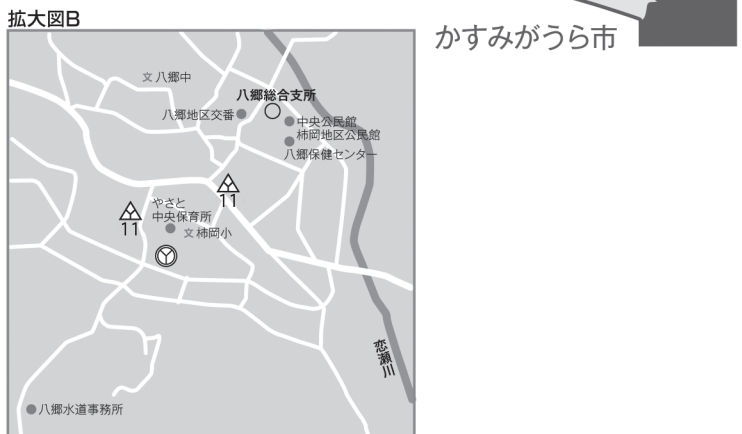 拡大図B
かすみがうら市
文 八郷中
八郷総合支所
八郷地区交番
中央公民館
柿岡地区公民館
八郷保健センター
11
11
やさと
中央保育所
文 柿岡小
恋瀬川
八郷水道事務所